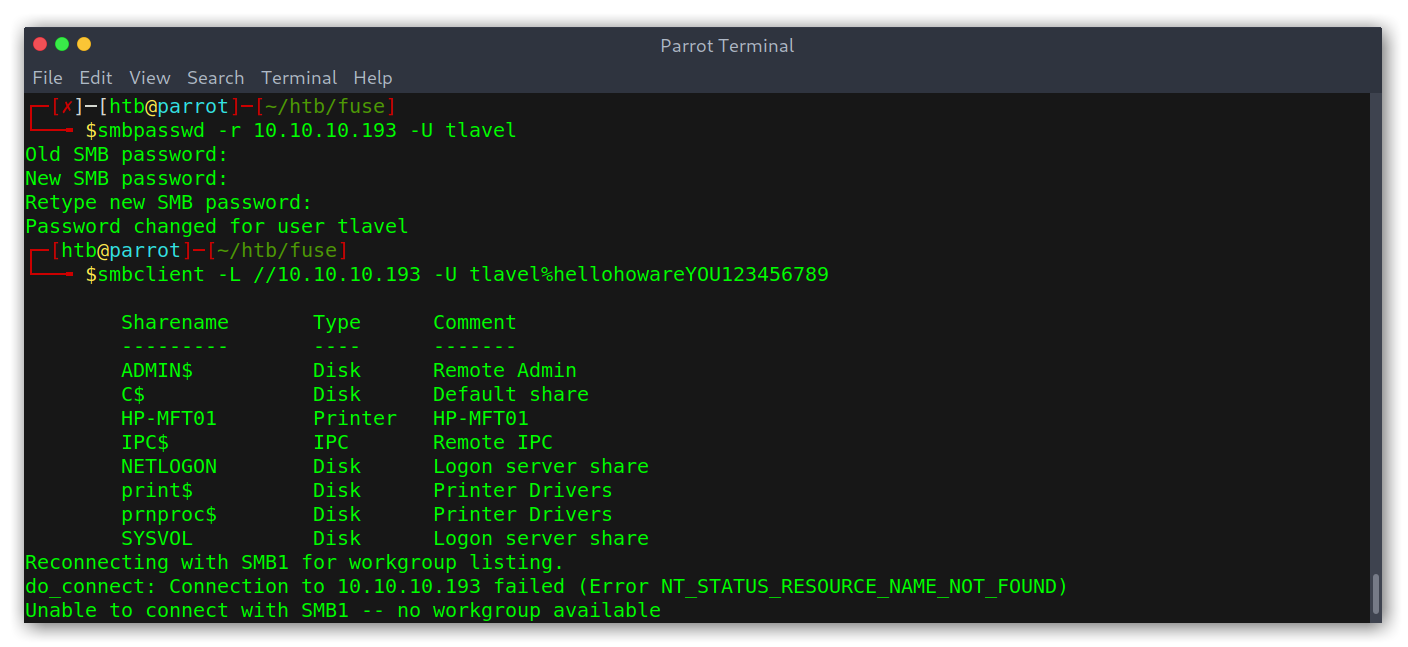 Parrot Terminal
File Edit View Search Terminal Help
┌─[✗]─[htb@parrot]─[~/htb/fuse]
└──╼ $smbpasswd -r 10.10.10.193 -U tlavel
Old SMB password:
New SMB password:
Retype new SMB password:
Password changed for user tlavel
┌─[htb@parrot]─[~/htb/fuse]
└──╼ $smbclient -L //10.10.10.193 -U tlavel%hellohowareYOU123456789
Sharename       Type      Comment
---------       ----      -------
ADMIN$          Disk      Remote Admin
C$              Disk      Default share
HP-MFT01        Printer   HP-MFT01
IPC$            IPC       Remote IPC
NETLOGON        Disk      Logon server share
print$          Disk      Printer Drivers
prnproc$        Disk      Printer Drivers
SYSVOL          Disk      Logon server share
Reconnecting with SMB1 for workgroup listing.
do_connect: Connection to 10.10.10.193 failed (Error NT_STATUS_RESOURCE_NAME_NOT_FOUND)
Unable to connect with SMB1 -- no workgroup available